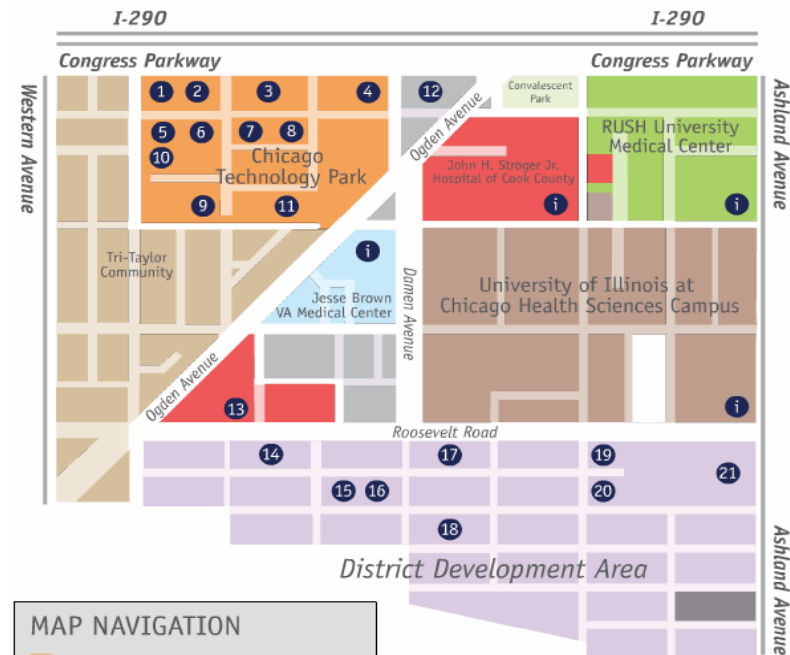 I-290
I-290
Congress Parkway
Congress Parkway
Western Avenue
Ashland Avenue
1
2
3
4
12
Convalescent
Park
Ogden Avenue
5
6
7
8
10
Chicago
Technology Park
RUSH University
Medical Center
John H. Stroger Jr.
Hospital of Cook County
9
11
i
i
Tri-Taylor
Community
i
Jesse Brown
VA Medical Center
Damen Avenue
University of Illinois at
Chicago Health Sciences Campus
Ogden Avenue
13
i
Roosevelt Road
14
17
19
21
15
16
20
18
Ashland Avenue
District Development Area
MAP NAVIGATION